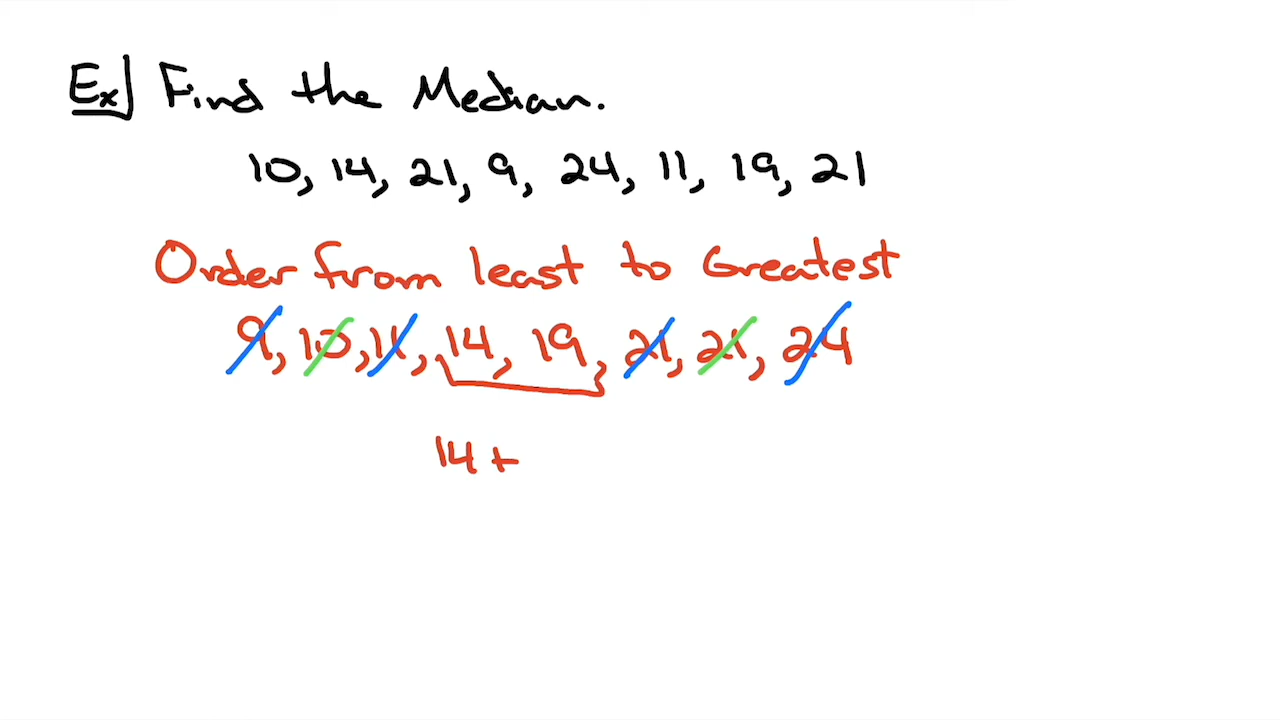 Ex] Find the Median.
10, 14, 21, 9, 24, 11, 19, 21
Order from least to Greatest
9, 10, 11, 14, 19, 21, 21, 24
14 +